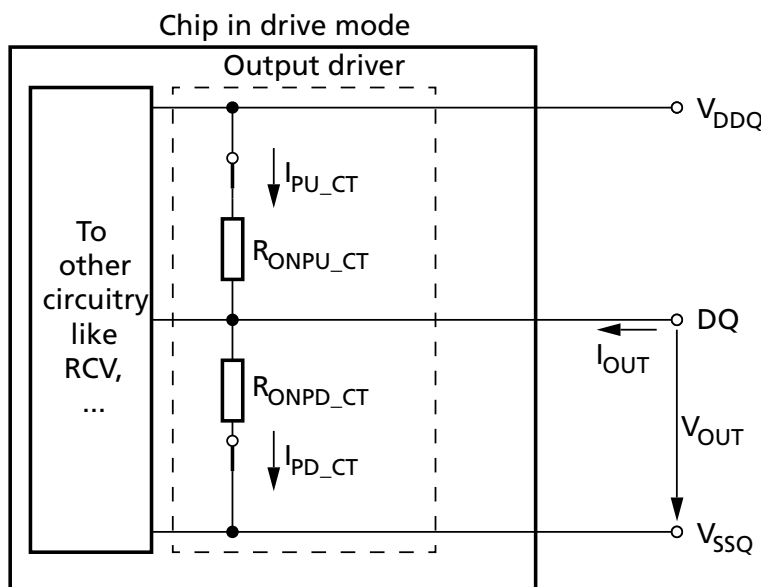 Chip in drive mode
Output driver
VDDQ
IPU_CT
RONPU_CT
To
other
circuitry
like
RCV,
...
DQ
IOUT
RONPD_CT
IPD_CT
VOUT
VSSQ